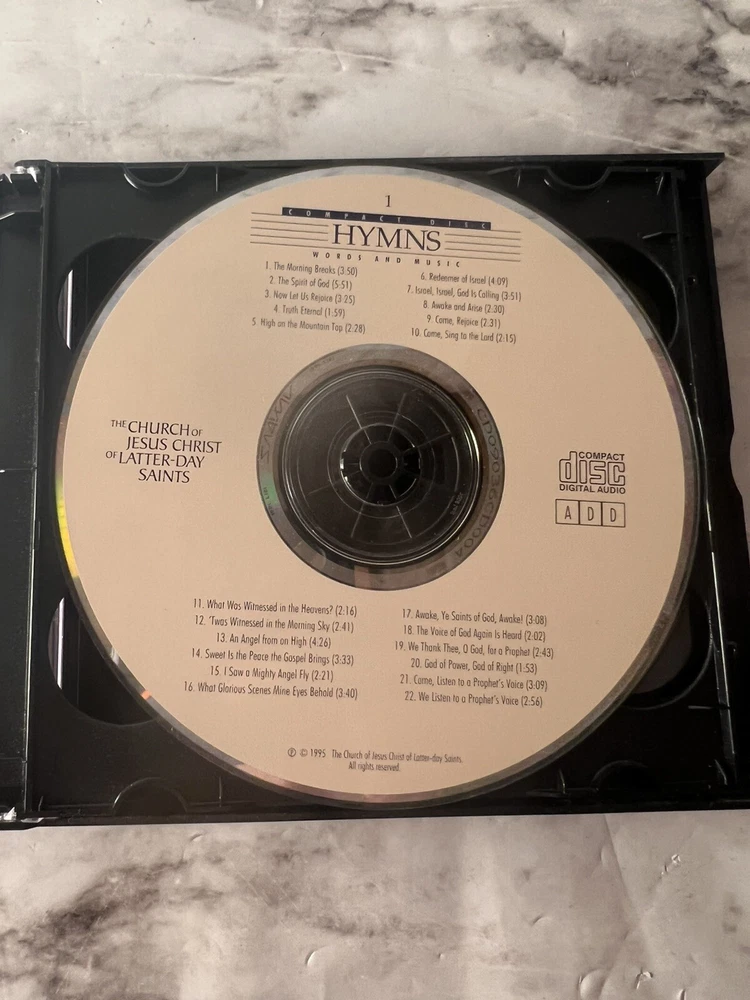 1
COMPACT DISC
HYMNS
WORDS AND MUSIC
1. The Morning Breaks (3:50)
2. The Spirit of God (5:51)
3. Now Let Us Rejoice (3:25)
4. Truth Eternal (1:59)
5. High on the Mountain Top (2:28)
6. Redeemer of Israel (4:09)
7. Israel, Israel, God Is Calling (3:51)
8. Awake and Arise (2:30)
9. Come, Rejoice (2:31)
10. Come, Sing to the Lord (2:15)
THE CHURCH OF
JESUS CHRIST
OF LATTER-DAY
SAINTS
COMPACT
disc
DIGITAL AUDIO
A D D
11. What Was Witnessed in the Heavens? (2:16)
12. 'Twas Witnessed in the Morning Sky (2:41)
13. An Angel from on High (4:26)
14. Sweet Is the Peace the Gospel Brings (3:33)
15. I Saw a Mighty Angel Fly (2:21)
16. What Glorious Scenes Mine Eyes Behold (3:40)
17. Awake, Ye Saints of God, Awake! (3:08)
18. The Voice of God Again Is Heard (2:02)
19. We Thank Thee, O God, for a Prophet (2:43)
20. God of Power, God of Right (1:53)
21. Come, Listen to a Prophet's Voice (3:09)
22. We Listen to a Prophet's Voice (2:56)
℗ © 1995 The Church of Jesus Christ of Latter-day Saints.
All rights reserved.